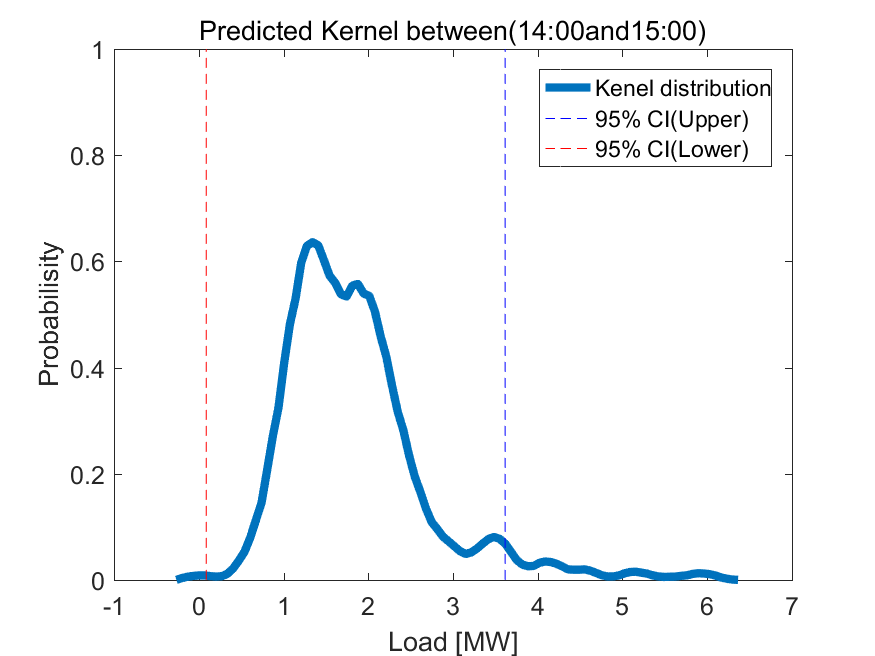 Predicted Kernel between(14:00and15:00)
1
0.8
0.6
0.4
0.2
0
Probabilisity
-1 0 1 2 3 4 5 6 7
Load [MW]
Kenel distribution
95% CI(Upper)
95% CI(Lower)